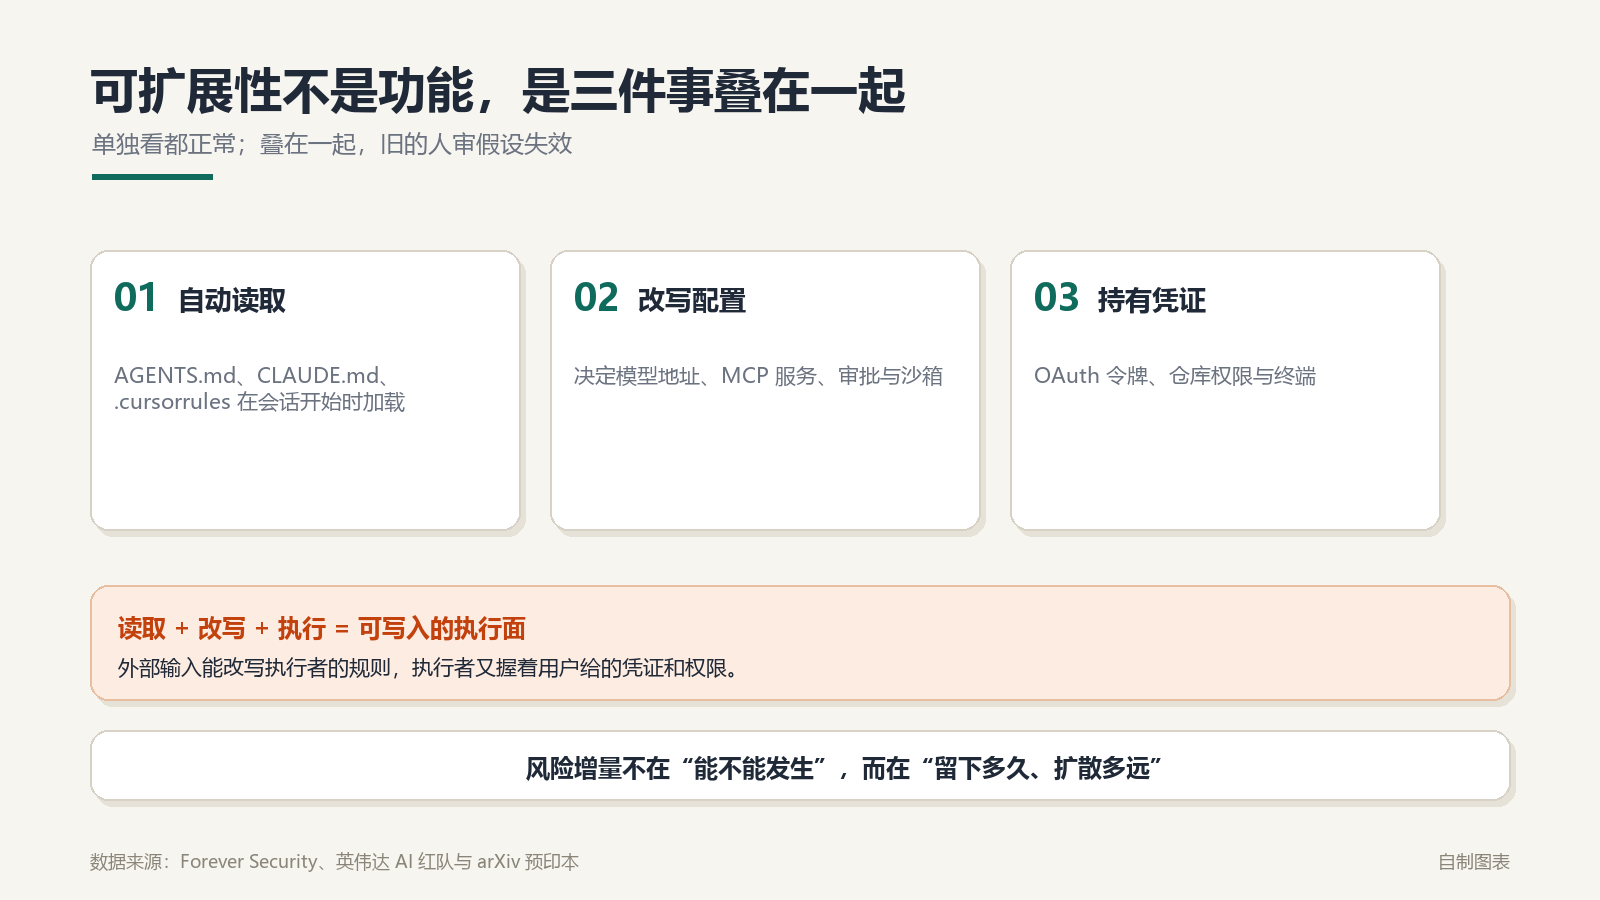 可扩展性不是功能，是三件事叠在一起
单独看都正常；叠在一起，旧的人审假设失效
01 自动读取
AGENTS.md、CLAUDE.md、
.cursorrules 在会话开始时加载
02 改写配置
决定模型地址、MCP 服务、审批与沙箱
03 持有凭证
OAuth 令牌、仓库权限与终端
读取 + 改写 + 执行 = 可写入的执行面
外部输入能改写执行者的规则，执行者又握着用户给的凭证和权限。
风险增量不在“能不能发生”，而在“留下多久、扩散多远”
数据来源：Forever Security、英伟达 AI 红队与 arXiv 预印本
自制图表